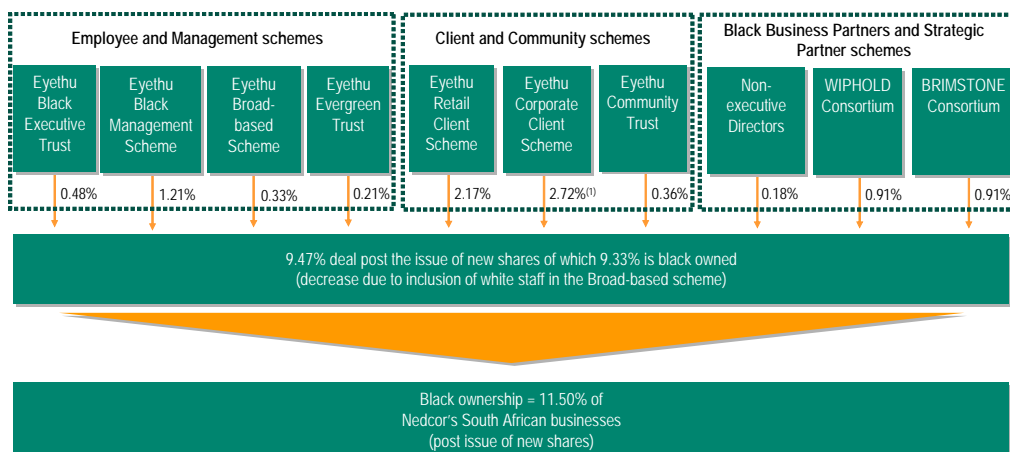 Employee and Management schemes
Client and Community schemes
Black Business Partners and Strategic
Partner schemes
Eyethu
Black
Executive
Trust
Eyethu
Black
Management
Scheme
Eyethu
Broad-
based
Scheme
Eyethu
Evergreen
Trust
Eyethu
Retail
Client
Scheme
Eyethu
Corporate
Client
Scheme
Eyethu
Community
Trust
Non-
executive
Directors
WIPHOLD
Consortium
BRIMSTONE
Consortium
0.48%
1.21%
0.33%
0.21%
2.17%
2.72%(1)
0.36%
0.18%
0.91%
0.91%
9.47% deal post the issue of new shares of which 9.33% is black owned
(decrease due to inclusion of white staff in the Broad-based scheme)
Black ownership = 11.50% of
Nedcor's South African businesses
(post issue of new shares)